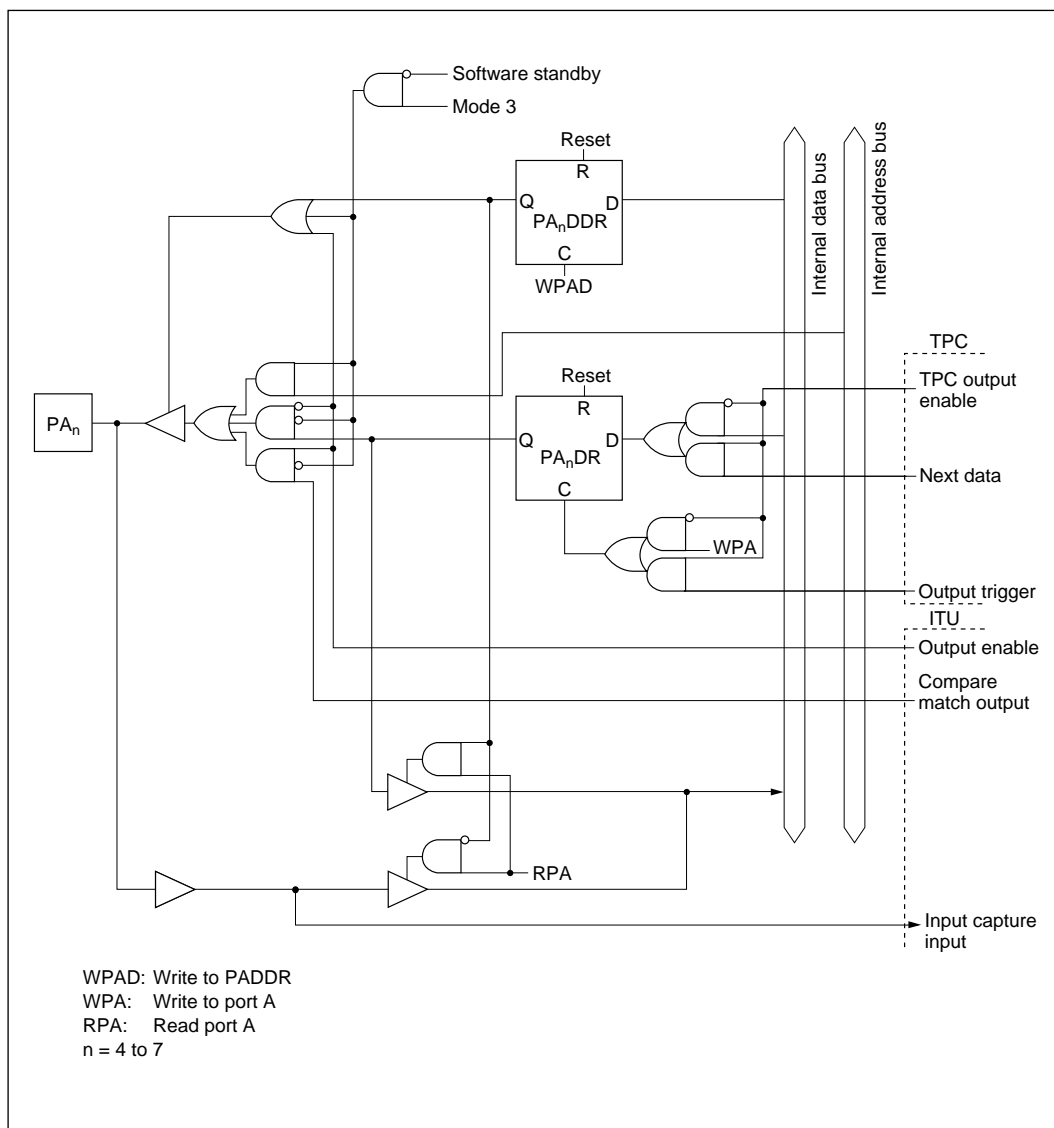 Software standby
Mode 3
Reset
R
Q
D
PAnDDR
C
WPAD
Internal data bus
Internal address bus
TPC
TPC output
enable
Reset
R
Q
D
PAnDR
C
PAn
Next data
WPA
Output trigger
ITU
Output enable
Compare
match output
RPA
Input capture
input
WPAD: Write to PADDR
WPA: Write to port A
RPA: Read port A
n = 4 to 7